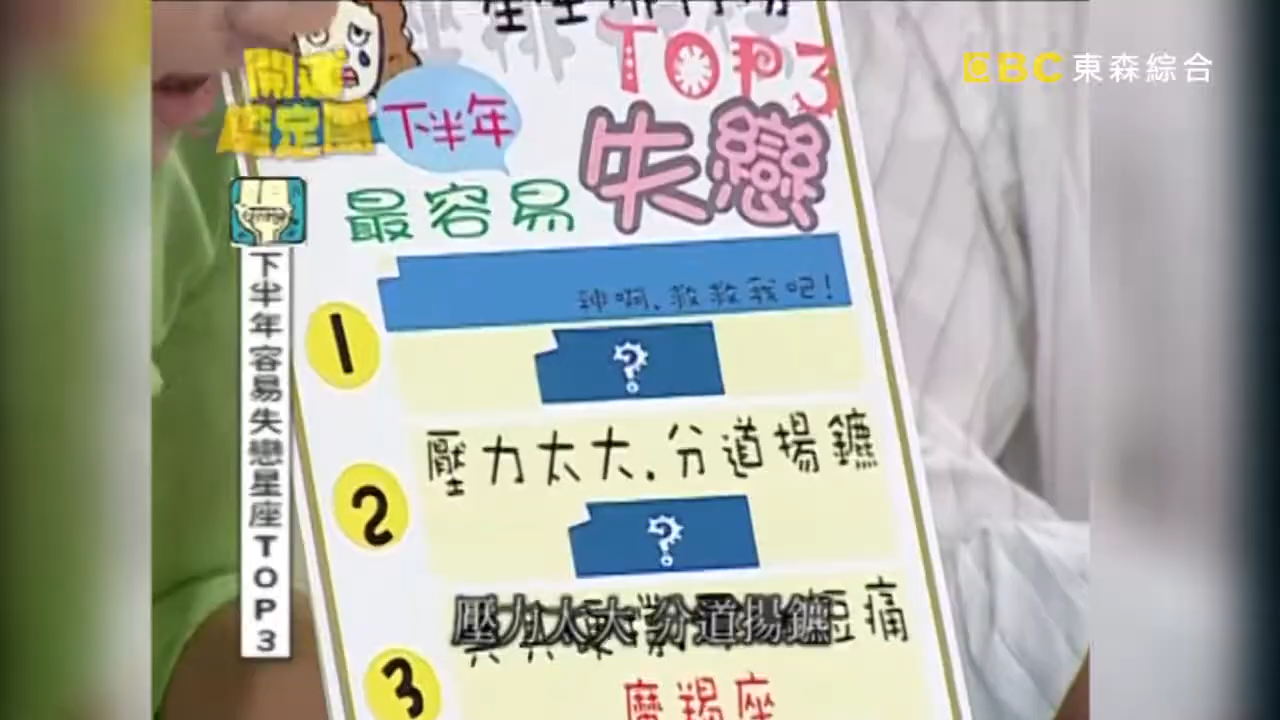 EBC 東森綜合
TOP3
開運鑑定團
下半年
最容易失戀
下半年容易失戀星座TOP3
神啊.救救我吧!
1
?
壓力太大.分道揚鑣
2
?
短痛
壓力太大 分道揚鑣
3
摩羯座